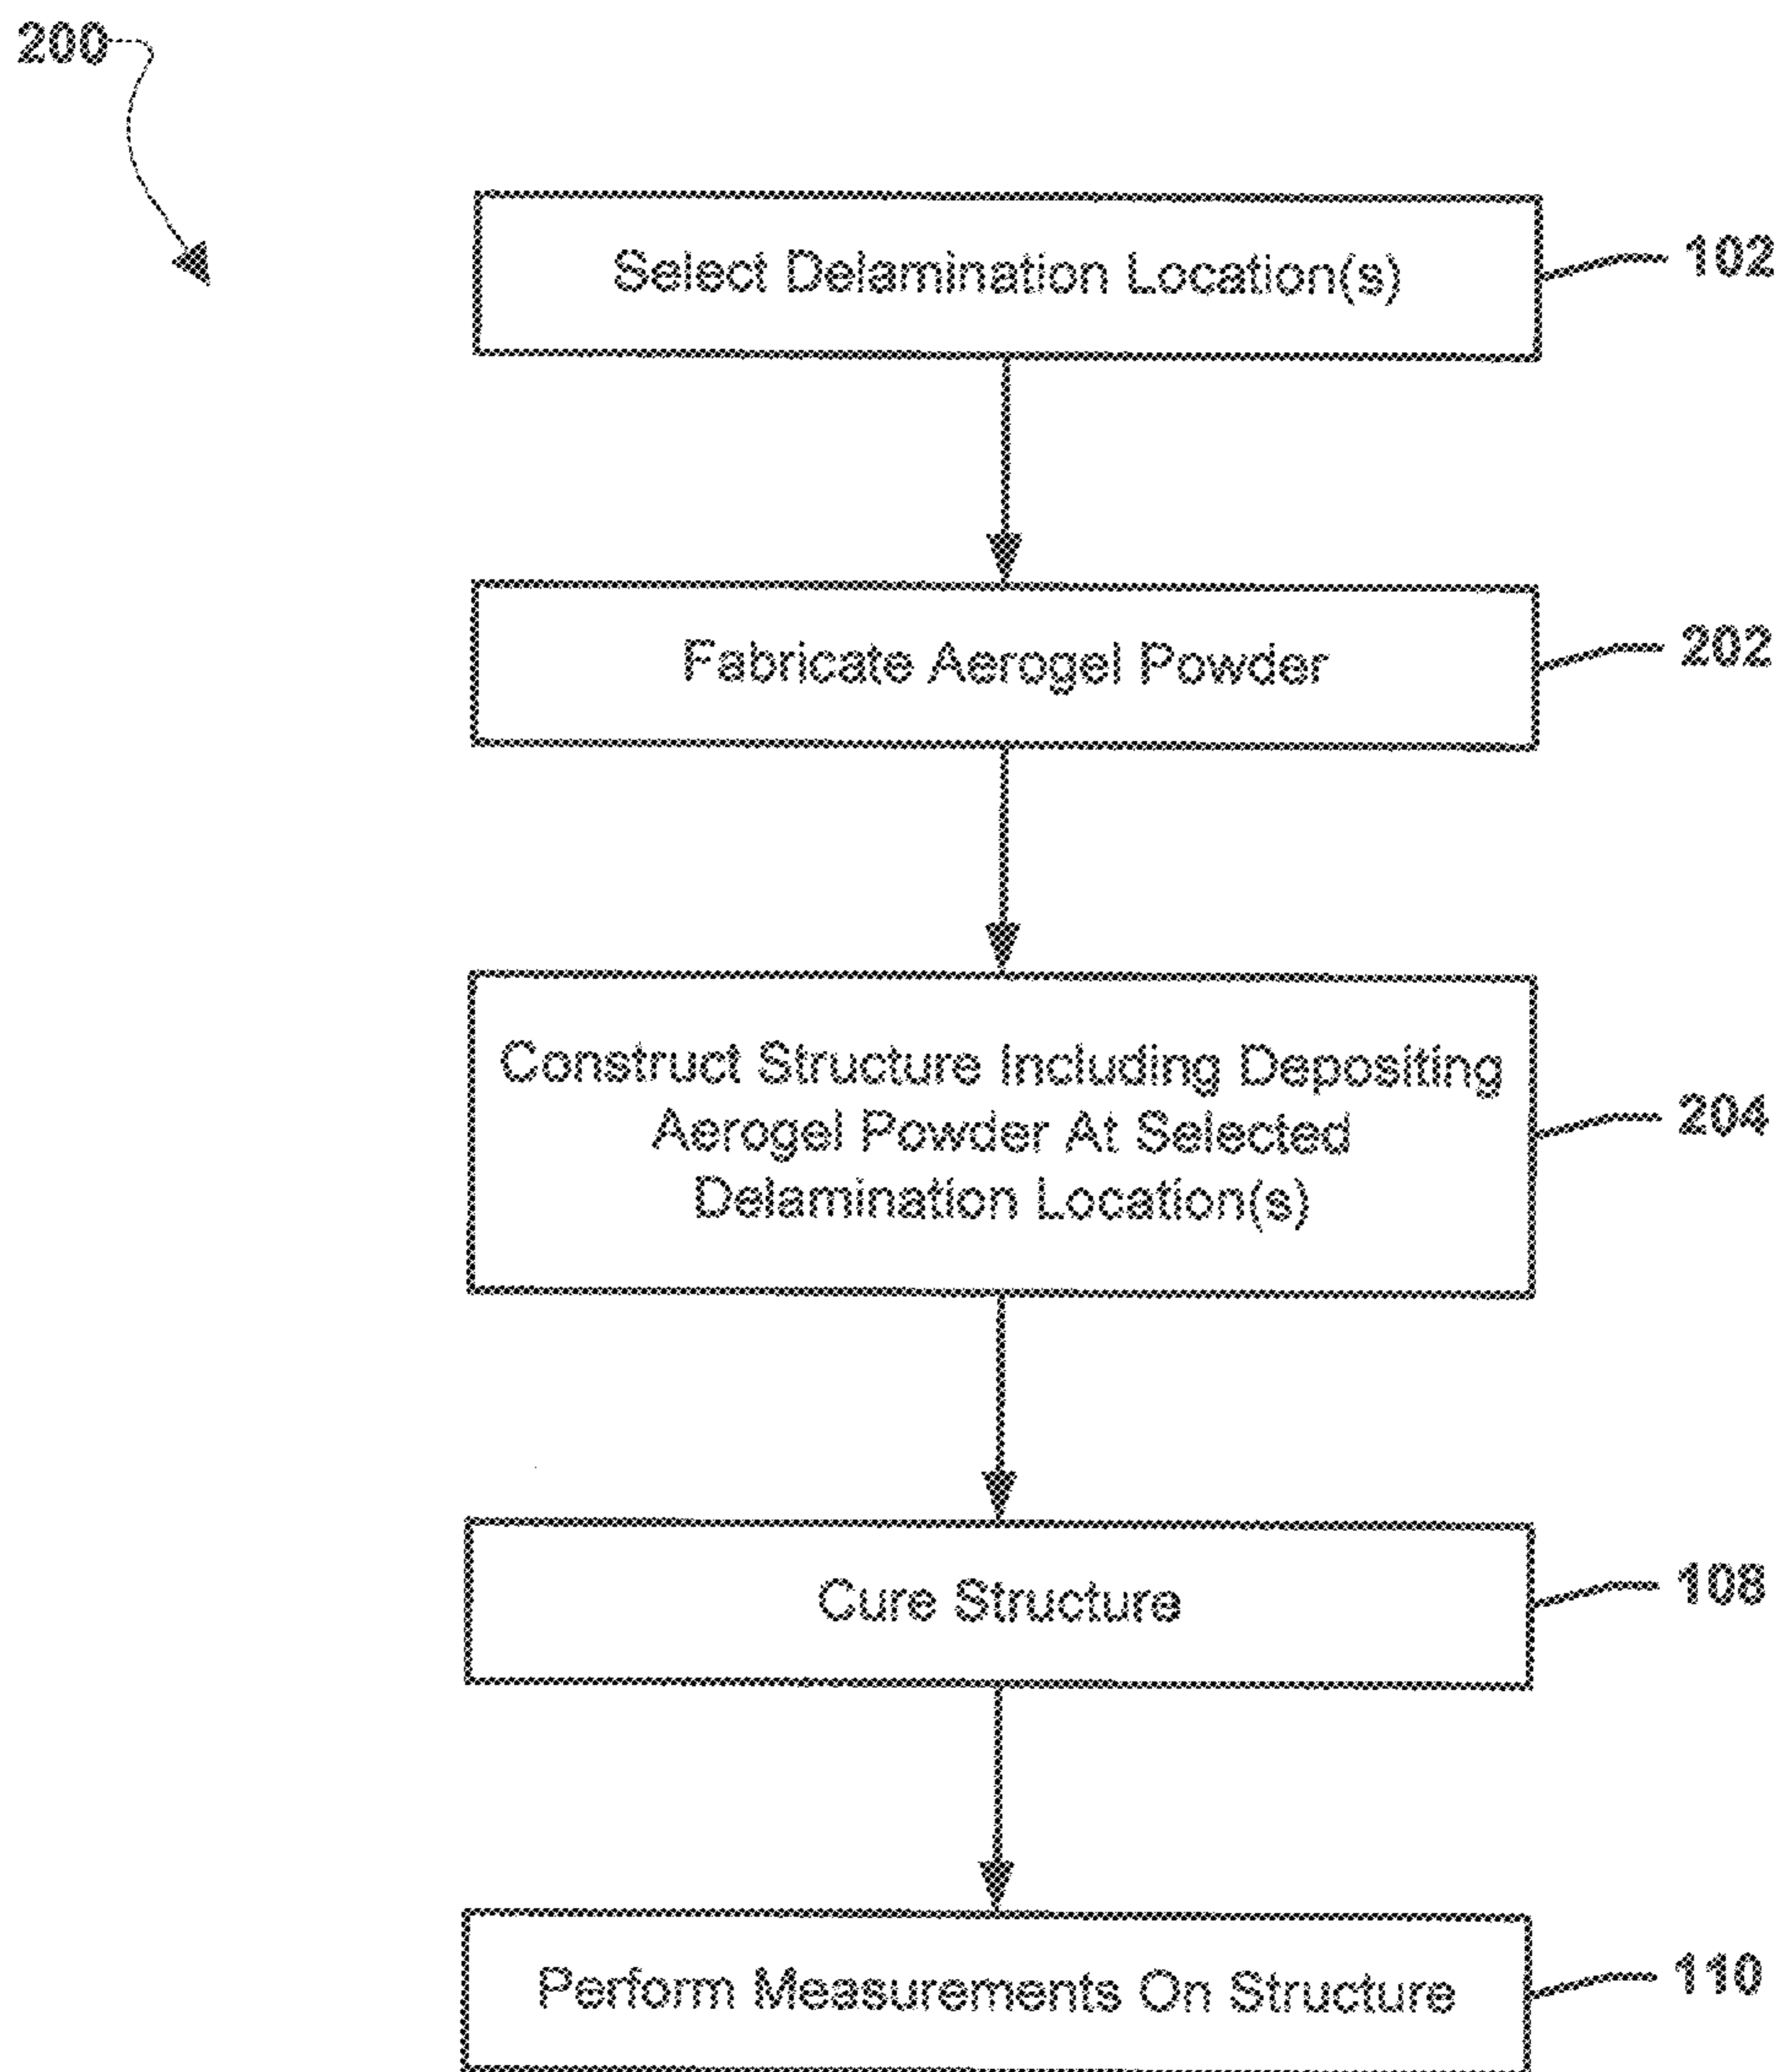 200
Select Delamination Location(s)
102
Fabricate Aerogel Powder
202
Construct Structure Including Depositing
Aerogel Powder At Selected
Delamination Location(s)
204
Cure Structure
108
Perform Measurements On Structure
110